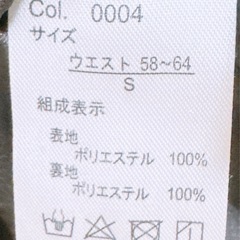 Col. 0004
サイズ
ウエスト 58~64
S
組成表示
表地
ポリエステル 100%
裏地
ポリエステル 100%